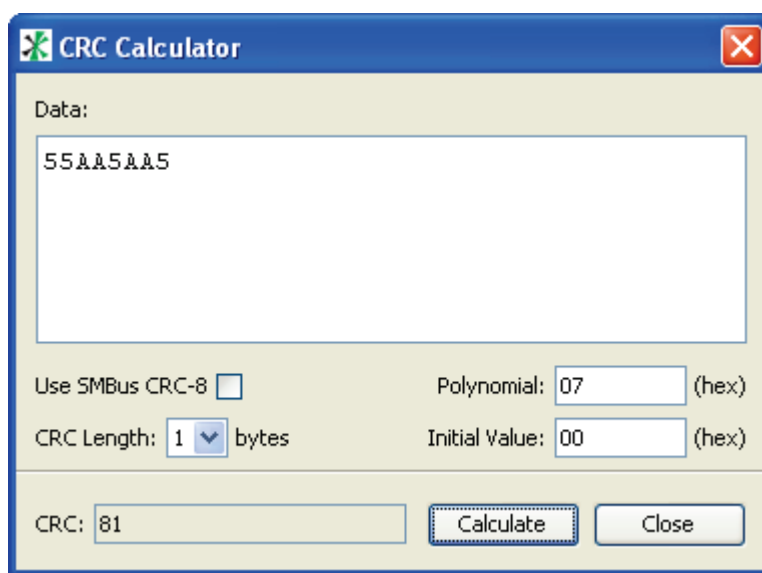 CRC Calculator
Data:
55AA5AA5
Use SMBus CRC-8 Polynomial: 07 (hex)
CRC Length: 1 bytes Initial Value: 00 (hex)
CRC: 81 Calculate Close